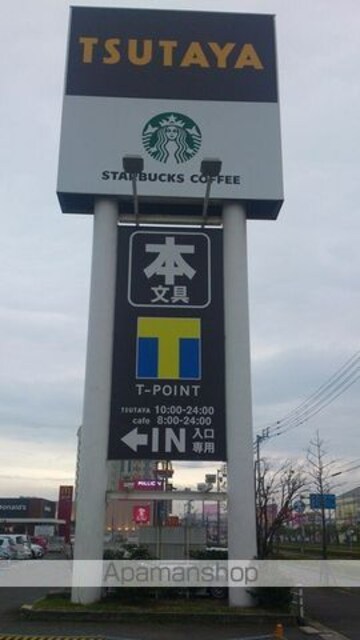 TSUTAYA
STARBUCKS COFFEE
本
文具
T
T-POINT
TSUTAYA 10:00-24:00
cafe 8:00-24:00
←IN 入口
専用
Apamanshop